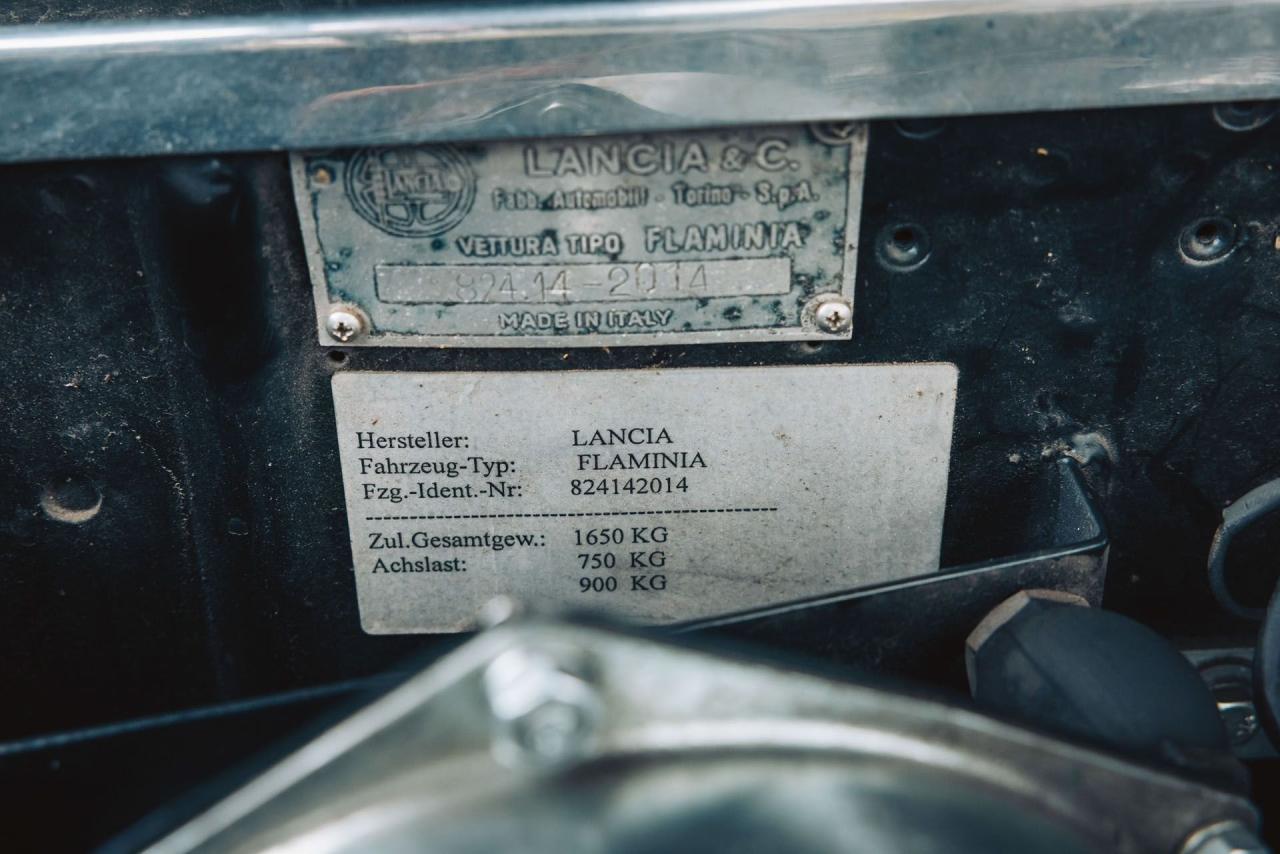 LANCIA
LANCIA & C.
Fabb. Automobili - Torino - S.p.A.
VETTURA TIPO FLAMINIA
824.14-2014
MADE IN ITALY
Hersteller: LANCIA
Fahrzeug-Typ: FLAMINIA
Fzg.-Ident.-Nr: 824142014
Zul.Gesamtgew.: 1650 KG
Achslast: 750 KG
900 KG